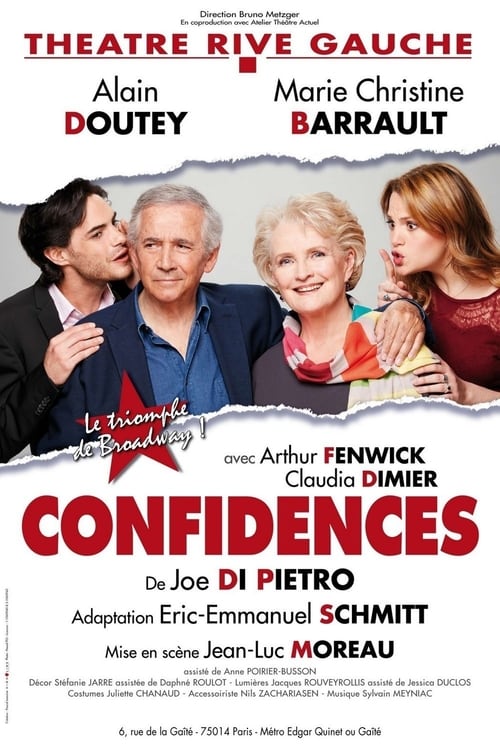 Direction Bruno Metzger
En coproduction avec Atelier Théâtre Actuel
THEATRE RIVE GAUCHE
Alain
DOUTEY
Marie Christine
BARRAULT
Le triomphe
de Broadway !
avec Arthur FENWICK
Claudia DIMIER
CONFIDENCES
De Joe DI PIETRO
Adaptation Eric-Emmanuel SCHMITT
Mise en scène Jean-Luc MOREAU
assisté de Anne POIRIER-BUSSON
Décor Stéfanie JARRE assistée de Daphné ROULOT - Lumières Jacques ROUVEYROLLIS assisté de Jessica DUCLOS
Costumes Juliette CHANAUD - Accessoiriste Nils ZACHARIASEN - Musique Sylvain MEYNIAC
6, rue de la Gaîté - 75014 Paris - Métro Edgar Quinet ou Gaîté